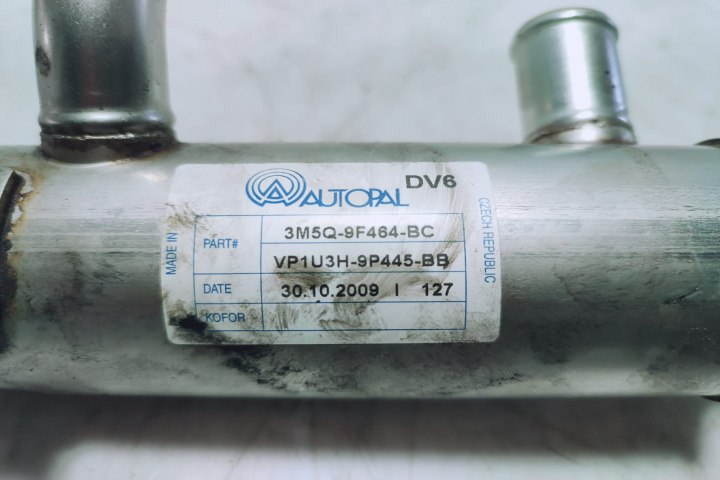 DV6
AUTOPAL
MADE IN
CZECH REPUBLIC
PART# 3M5Q-9F464-BC
VP1U3H-9P445-BB
DATE 30.10.2009 I 127
KOFOR